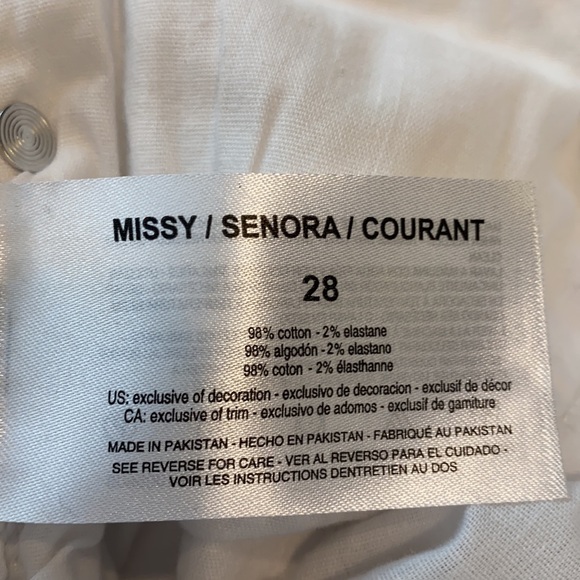 MISSY / SENORA / COURANT
28
98% cotton - 2% elastane
98% algodón - 2% elastano
98% coton - 2% élasthanne
US: exclusive of decoration - exclusivo de decoracion - exclusif de décor
CA: exclusive of trim - exclusivo de adornos - exclusif de garniture
MADE IN PAKISTAN - HECHO EN PAKISTAN - FABRIQUÉ AU PAKISTAN
SEE REVERSE FOR CARE - VER AL REVERSO PARA EL CUIDADO -
VOIR LES INSTRUCTIONS DENTRETIEN AU DOS